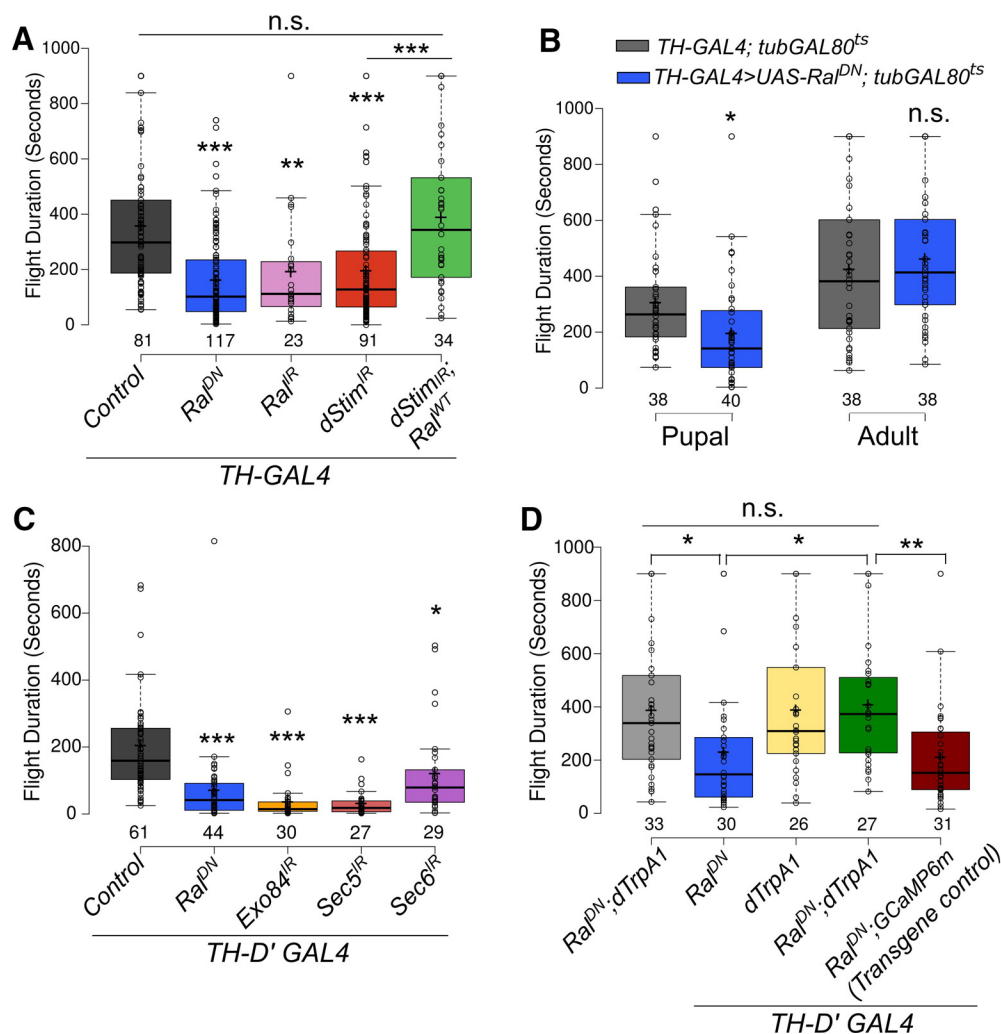 A
n.s.
***
Flight Duration (Seconds)
1000
800
600
400
200
0
***
**
***
81
117
23
91
34
Control
Ral^DN
Ral^IR
dStim^IR
dStim^IR;
Ral^WT
TH-GAL4
B
TH-GAL4; tubGAL80^ts
TH-GAL4>UAS-Ral^DN; tubGAL80^ts
Flight Duration (Seconds)
1000
800
600
400
200
0
*
n.s.
38
40
38
38
Pupal
Adult
C
Flight Duration (Seconds)
800
600
400
200
0
***
***
***
*
61
44
30
27
29
Control
Ral^DN
Exo84^IR
Sec5^IR
Sec6^IR
TH-D' GAL4
D
n.s.
*
*
**
Flight Duration (Seconds)
1000
800
600
400
200
0
33
30
26
27
31
Ral^DN;dTrpA1
Ral^DN
dTrpA1
Ral^DN;dTrpA1
Ral^DN;GCaMP6m
(Transgene control)
TH-D' GAL4